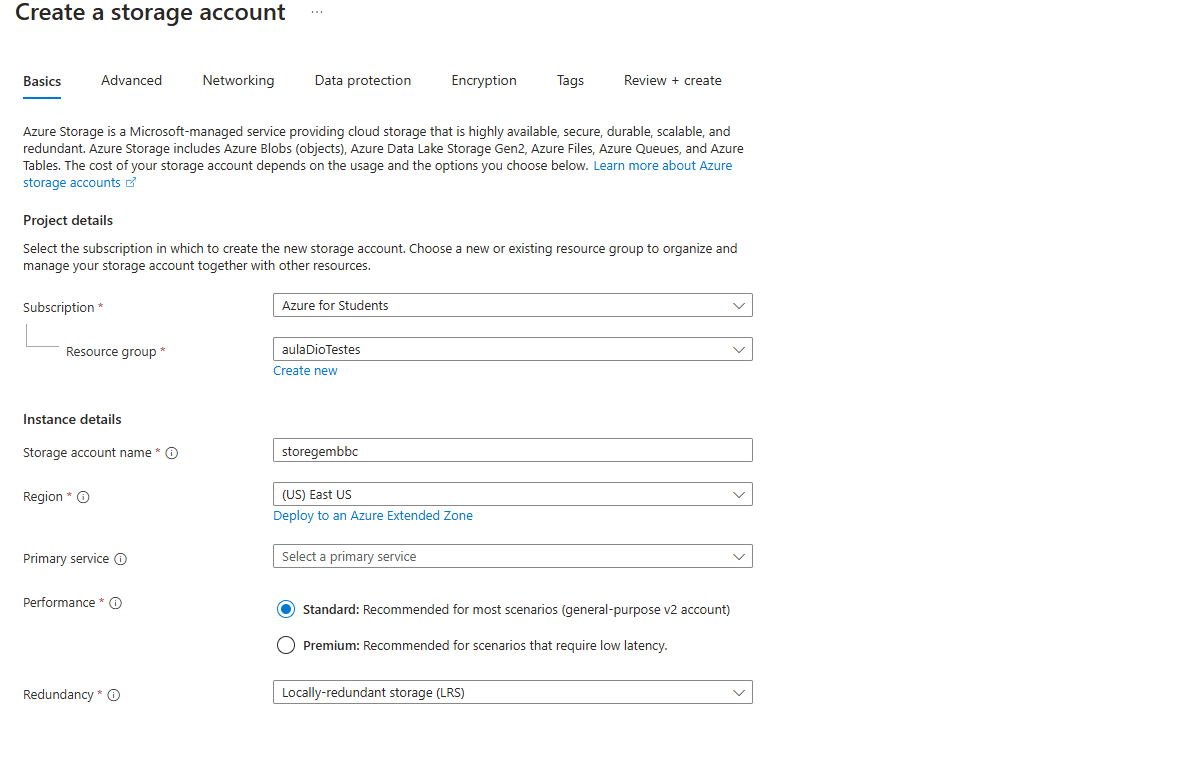 Create a storage account ...
Basics Advanced Networking Data protection Encryption Tags Review + create
Azure Storage is a Microsoft-managed service providing cloud storage that is highly available, secure, durable, scalable, and
redundant. Azure Storage includes Azure Blobs (objects), Azure Data Lake Storage Gen2, Azure Files, Azure Queues, and Azure
Tables. The cost of your storage account depends on the usage and the options you choose below. Learn more about Azure
storage accounts
Project details
Select the subscription in which to create the new storage account. Choose a new or existing resource group to organize and
manage your storage account together with other resources.
Subscription * Azure for Students
Resource group * aulaDioTestes
Create new
Instance details
Storage account name * storegembbc
Region * (US) East US
Deploy to an Azure Extended Zone
Primary service Select a primary service
Performance * Standard: Recommended for most scenarios (general-purpose v2 account)
Premium: Recommended for scenarios that require low latency.
Redundancy * Locally-redundant storage (LRS)